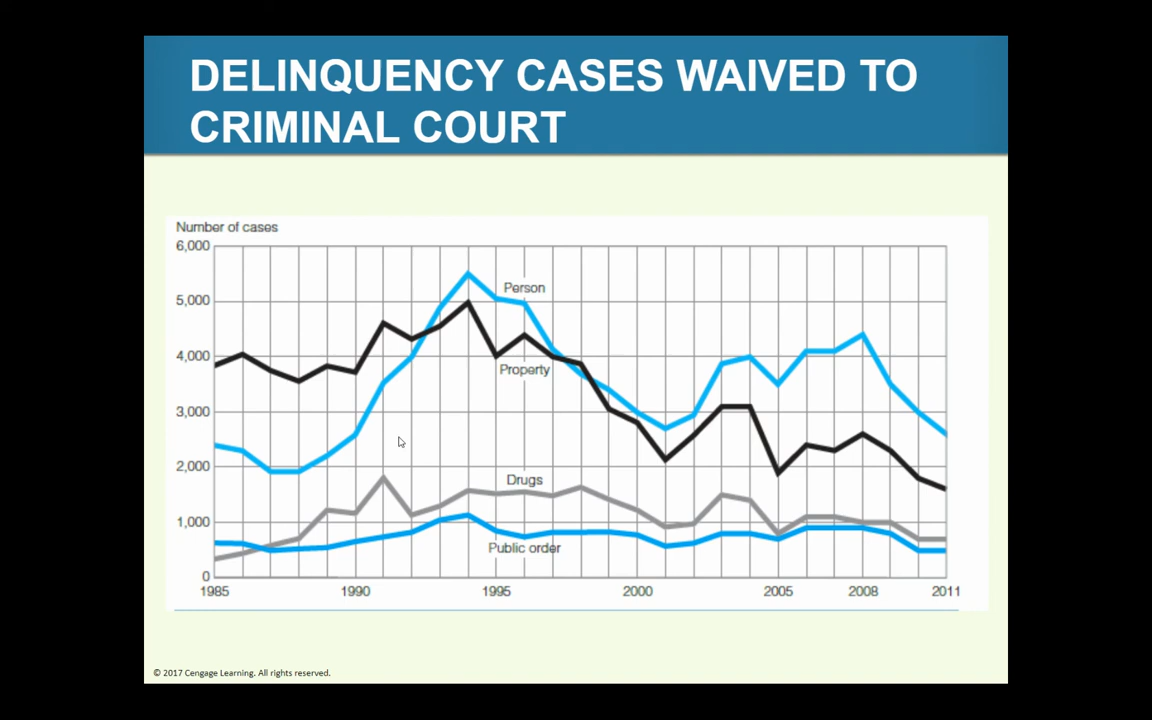 DELINQUENCY CASES WAIVED TO
CRIMINAL COURT
Number of cases
6,000
5,000
4,000
3,000
2,000
1,000
0
Person
Property
Drugs
Public order
1985 1990 1995 2000 2005 2008 2011
© 2017 Cengage Learning. All rights reserved.